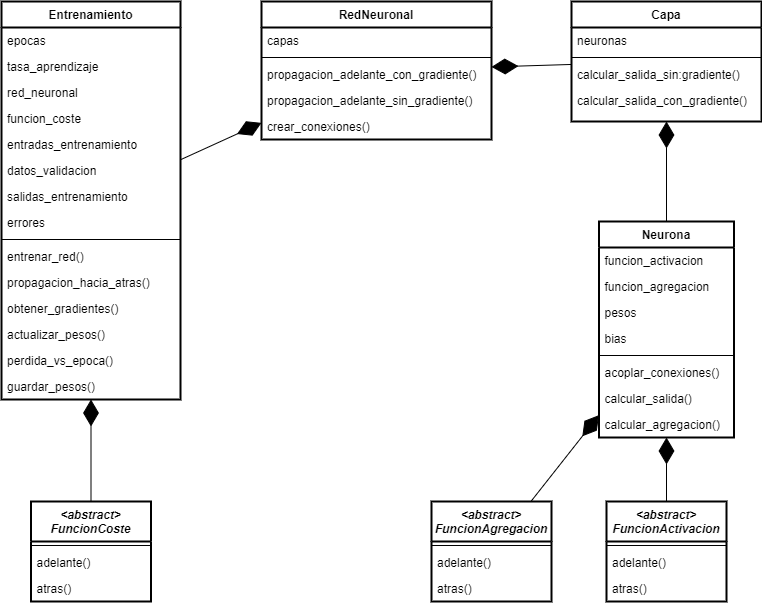 Entrenamiento
epocas
tasa_aprendizaje
red_neuronal
funcion_coste
entradas_entrenamiento
datos_validacion
salidas_entrenamiento
errores
entrenar_red()
propagacion_hacia_atras()
obtener_gradientes()
actualizar_pesos()
perdida_vs_epoca()
guardar_pesos()
RedNeuronal
capas
propagacion_adelante_con_gradiente()
propagacion_adelante_sin_gradiente()
crear_conexiones()
Capa
neuronas
calcular_salida_sin:gradiente()
calcular_salida_con_gradiente()
Neurona
funcion_activacion
funcion_agregacion
pesos
bias
acoplar_conexiones()
calcular_salida()
calcular_agregacion()
<abstract>
FuncionCoste
adelante()
atras()
<abstract>
FuncionAgregacion
adelante()
atras()
<abstract>
FuncionActivacion
adelante()
atras()